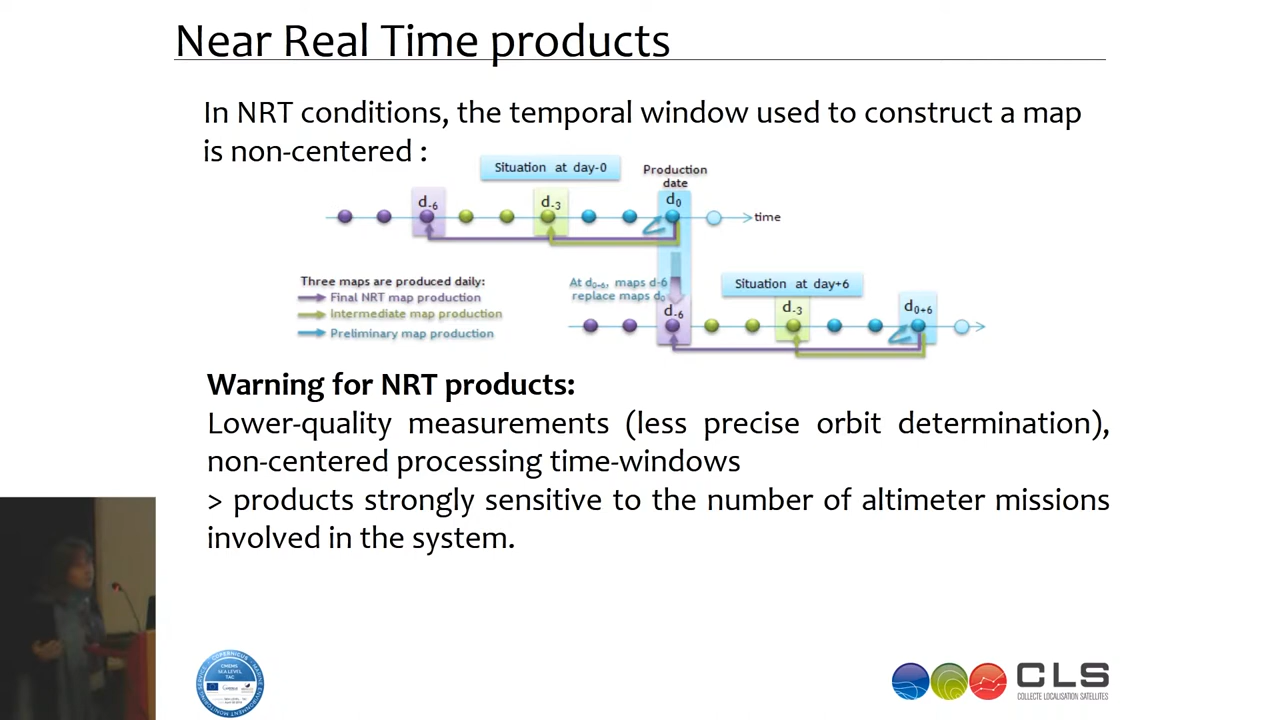 Near Real Time products
In NRT conditions, the temporal window used to construct a map
is non-centered :
Situation at day-0
Production
date
d-6
d-3
d0
time
Three maps are produced daily:
Final NRT map production
Intermediate map production
Preliminary map production
At d0+6, maps d-6
replace maps d0
Situation at day+6
d-6
d-3
d0+6
Warning for NRT products:
Lower-quality measurements (less precise orbit determination),
non-centered processing time-windows
> products strongly sensitive to the number of altimeter missions
involved in the system.
CMEMS
SEA LEVEL
TAC
CLS
COLLECTE LOCALISATION SATELLITES